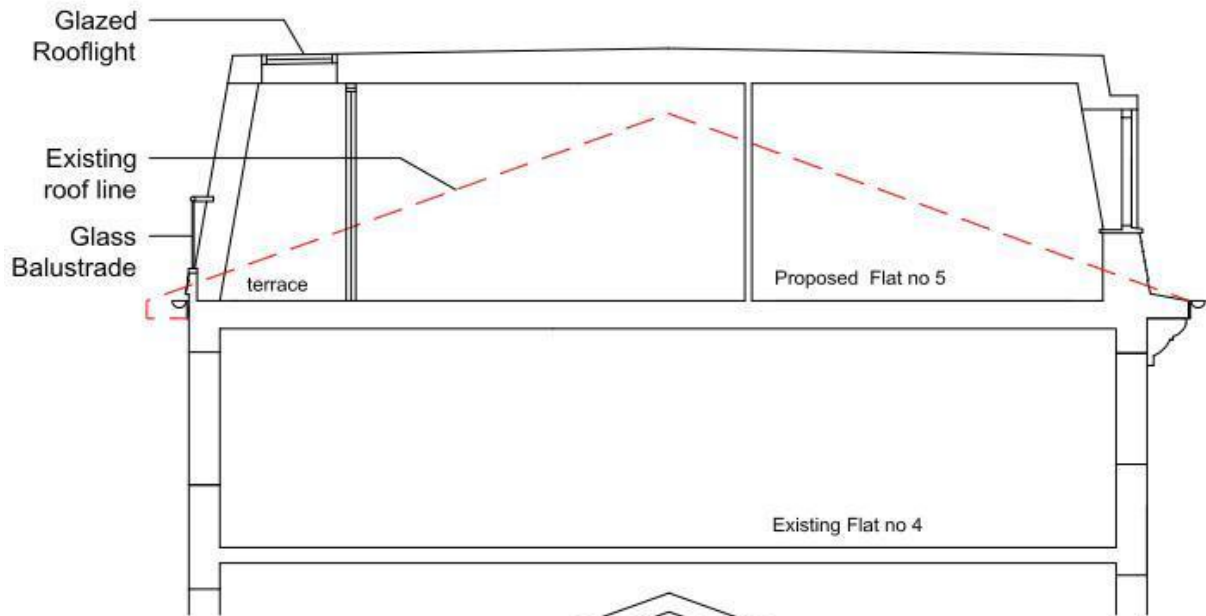 Glazed
Rooflight
Existing
roof line
Glass
Balustrade
terrace
Proposed Flat no 5
Existing Flat no 4